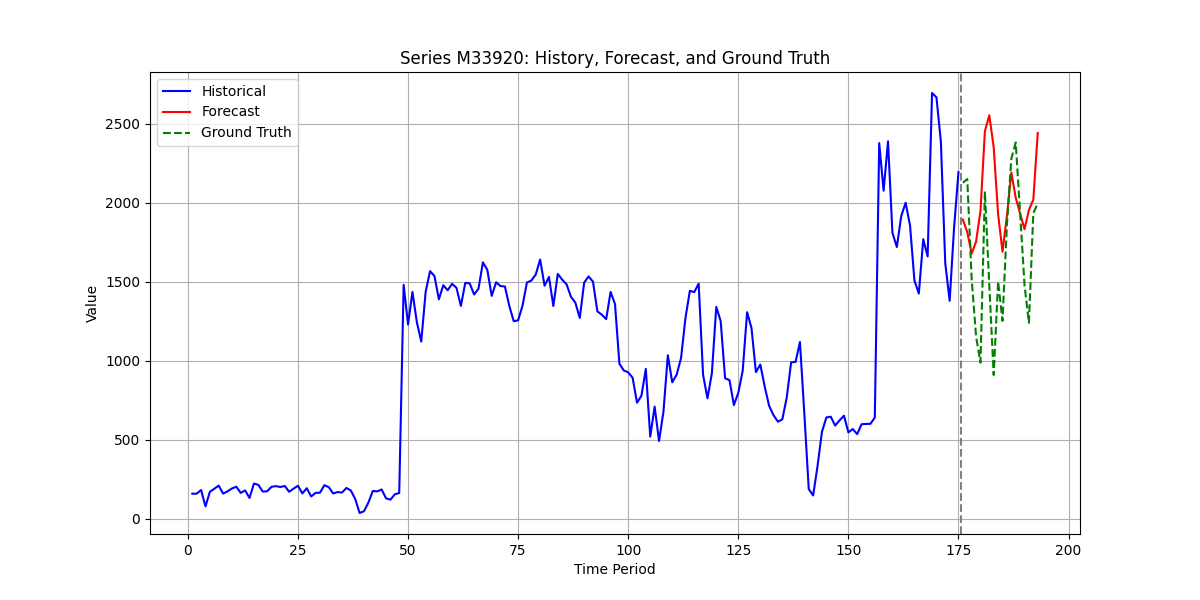 Series M33920: History, Forecast, and Ground Truth
Historical
Forecast
Ground Truth
2500
2000
1500
1000
500
0
Value
0 25 50 75 100 125 150 175 200
Time Period